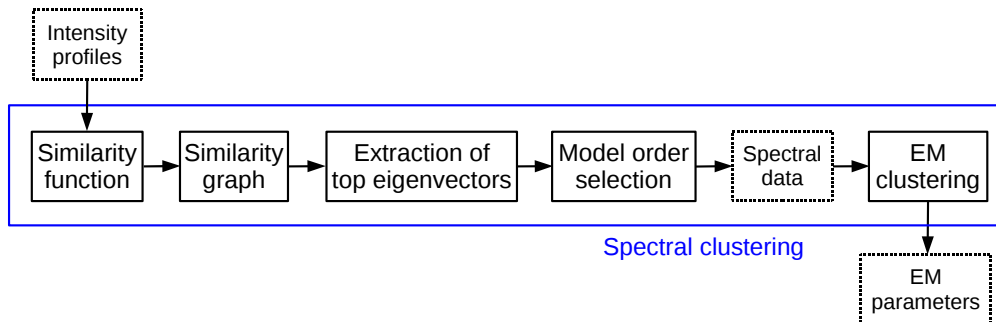 Intensity
profiles
Similarity
function
Similarity
graph
Extraction of
top eigenvectors
Model order
selection
Spectral
data
EM
clustering
Spectral clustering
EM
parameters